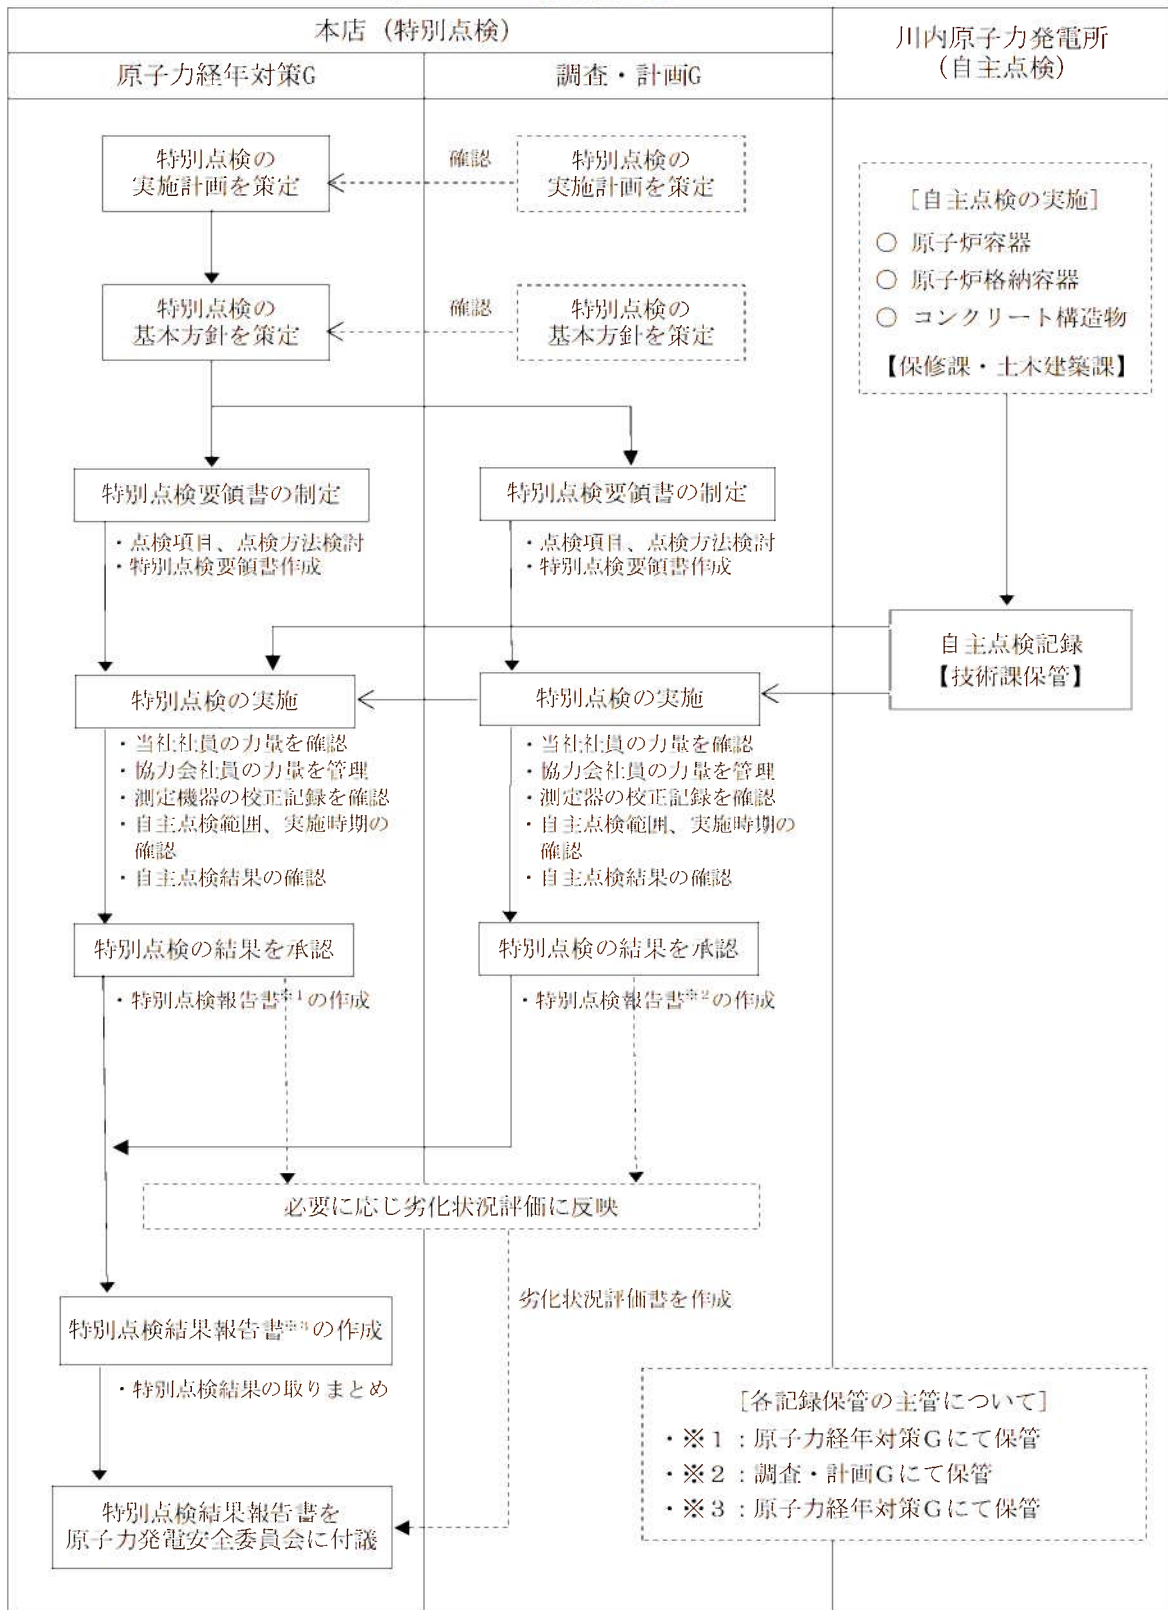 本店（特別点検）
川内原子力発電所
（自主点検）
原子力経年対策G
調査・計画G
特別点検の
実施計画を策定
確認
特別点検の
実施計画を策定
特別点検の
基本方針を策定
確認
特別点検の
基本方針を策定
［自主点検の実施］
○ 原子炉容器
○ 原子炉格納容器
○ コンクリート構造物
【保修課・土木建築課】
特別点検要領書の制定
・点検項目、点検方法検討
・特別点検要領書作成
特別点検要領書の制定
・点検項目、点検方法検討
・特別点検要領書作成
自主点検記録
【技術課保管】
特別点検の実施
・当社社員の力量を確認
・協力会社員の力量を管理
・測定機器の校正記録を確認
・自主点検範囲、実施時期の
確認
・自主点検結果の確認
特別点検の実施
・当社社員の力量を確認
・協力会社員の力量を管理
・測定器の校正記録を確認
・自主点検範囲、実施時期の
確認
・自主点検結果の確認
特別点検の結果を承認
・特別点検報告書※1の作成
特別点検の結果を承認
・特別点検報告書※2の作成
必要に応じ劣化状況評価に反映
劣化状況評価書を作成
特別点検結果報告書※3の作成
・特別点検結果の取りまとめ
特別点検結果報告書を
原子力発電安全委員会に付議
［各記録保管の主管について］
・※１：原子力経年対策Ｇにて保管
・※２：調査・計画Ｇにて保管
・※３：原子力経年対策Ｇにて保管